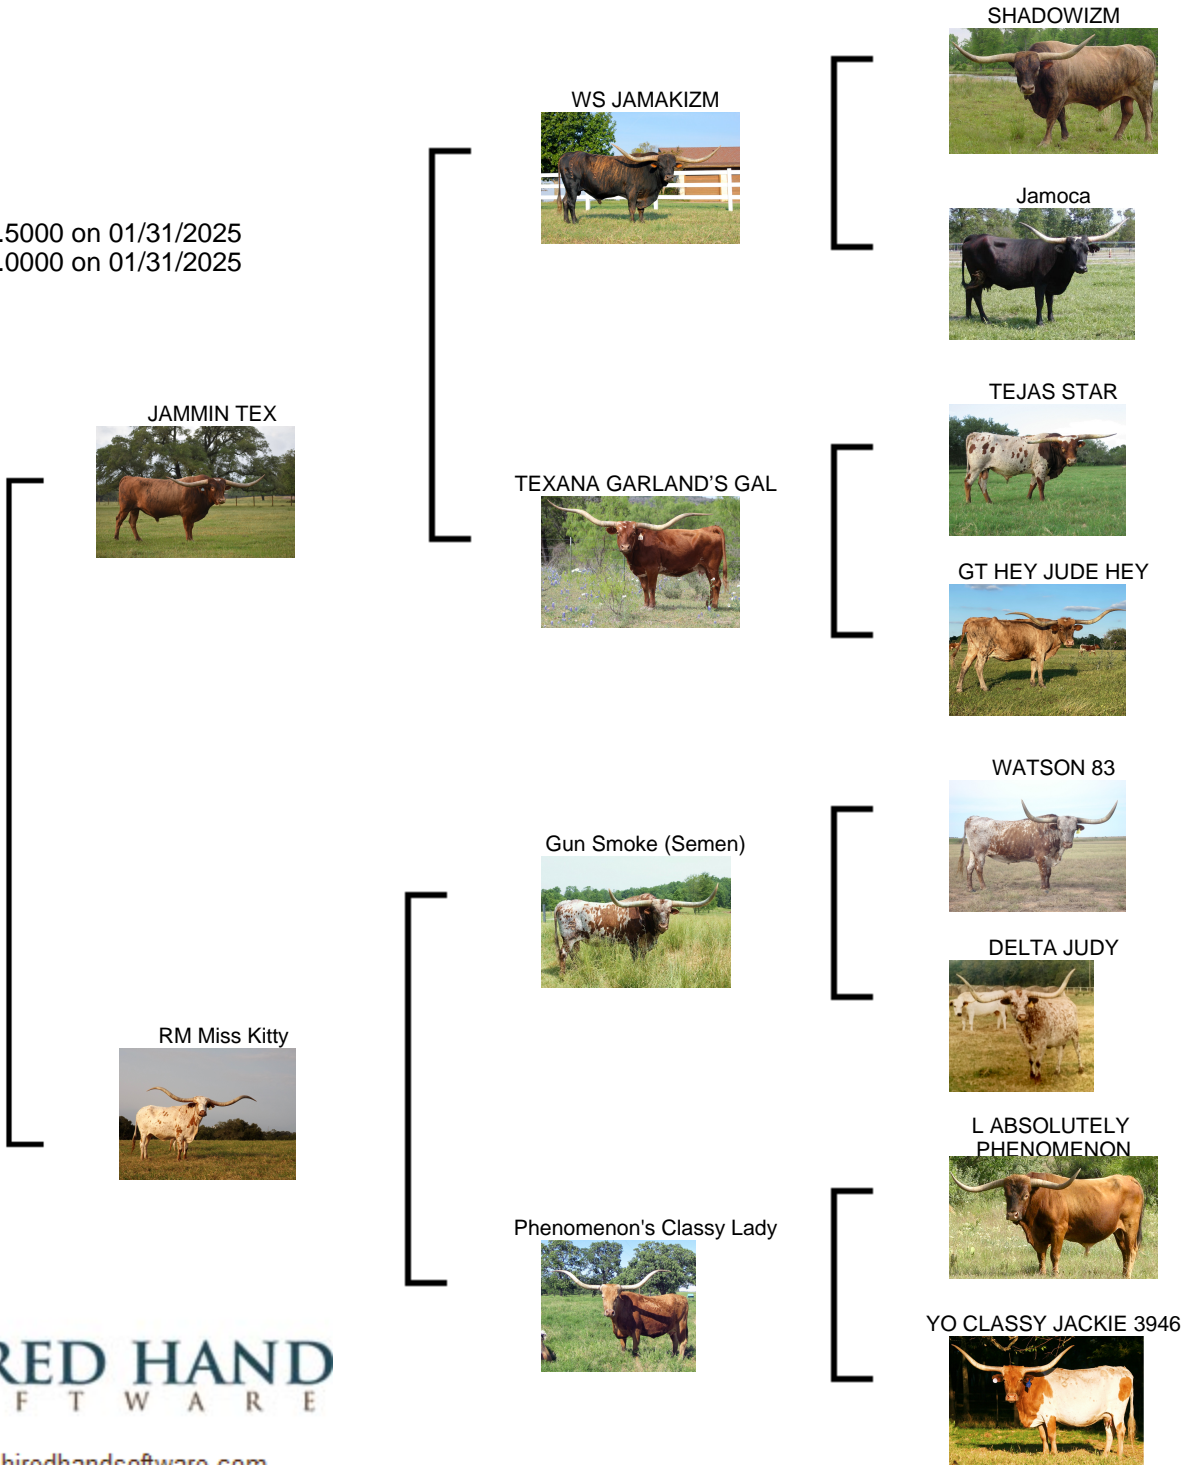 SHADOWIZM
WS JAMAKIZM
Jamoca
.5000 on 01/31/2025
.0000 on 01/31/2025
TEJAS STAR
JAMMIN TEX
TEXANA GARLAND'S GAL
GT HEY JUDE HEY
WATSON 83
Gun Smoke (Semen)
DELTA JUDY
RM Miss Kitty
L ABSOLUTELY
PHENOMENON
Phenomenon's Classy Lady
YO CLASSY JACKIE 3946
RED HAND
F T W A R E
hiredhandsoftware.com